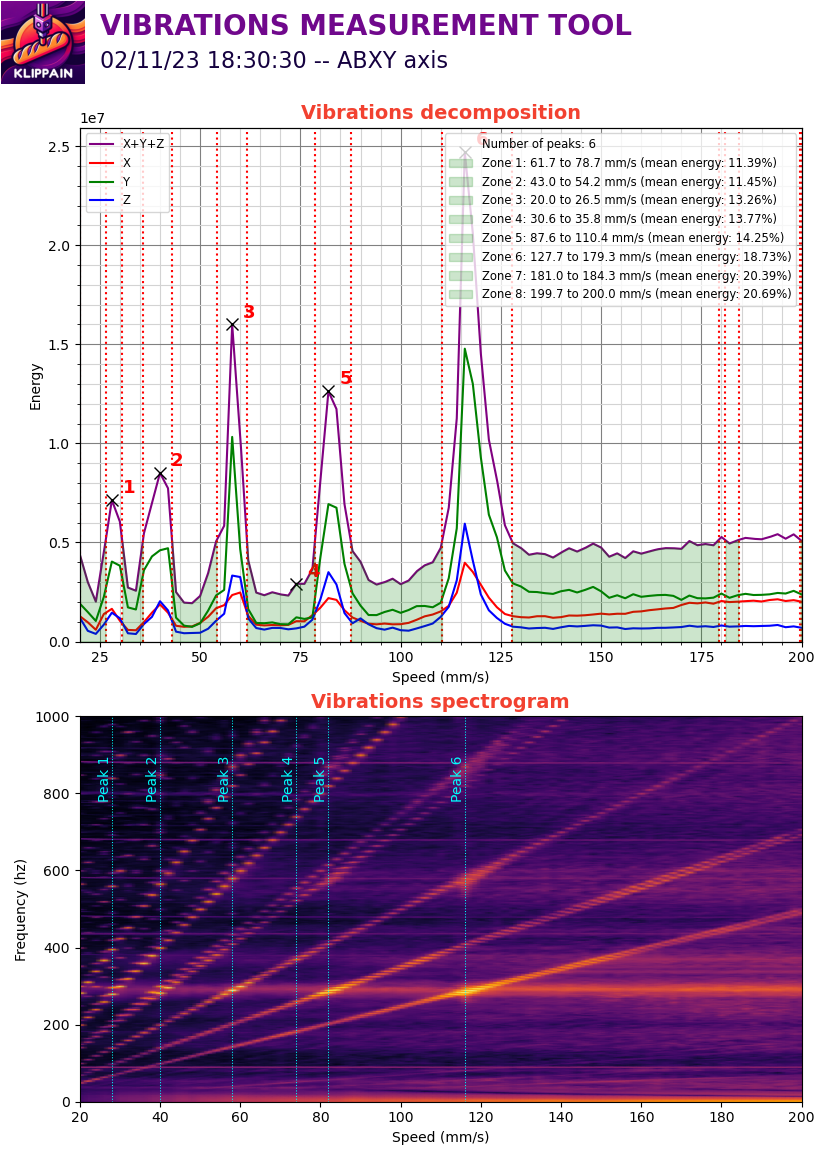 KLIPPAIN
VIBRATIONS MEASUREMENT TOOL
02/11/23 18:30:30 -- ABXY axis
Vibrations decomposition
1e7
X+Y+Z
X
Y
Z
6
Number of peaks: 6
Zone 1: 61.7 to 78.7 mm/s (mean energy: 11.39%)
Zone 2: 43.0 to 54.2 mm/s (mean energy: 11.45%)
Zone 3: 20.0 to 26.5 mm/s (mean energy: 13.26%)
Zone 4: 30.6 to 35.8 mm/s (mean energy: 13.77%)
Zone 5: 87.6 to 110.4 mm/s (mean energy: 14.25%)
Zone 6: 127.7 to 179.3 mm/s (mean energy: 18.73%)
Zone 7: 181.0 to 184.3 mm/s (mean energy: 20.39%)
Zone 8: 199.7 to 200.0 mm/s (mean energy: 20.69%)
2.5
2.0
1.5
1.0
0.5
0.0
Energy
1
2
3
4
5
25 50 75 100 125 150 175 200
Speed (mm/s)
Vibrations spectrogram
1000
800
600
400
200
0
Frequency (hz)
Peak 1
Peak 2
Peak 3
Peak 4
Peak 5
Peak 6
20 40 60 80 100 120 140 160 180 200
Speed (mm/s)